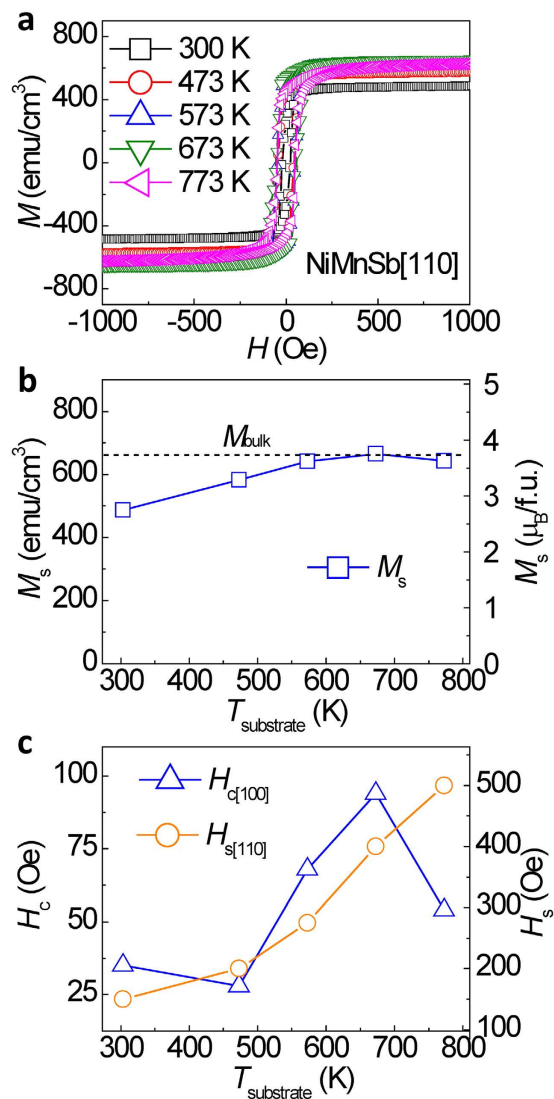 a
800
400
0
-400
-800
M (emu/cm3)
300 K
473 K
573 K
673 K
773 K
NiMnSb[110]
-1000 -500 0 500 1000
H (Oe)
b
800
600
400
200
0
Ms (emu/cm3)
Mbulk
Ms
5
4
3
2
1
0
Ms (μB/f.u.)
300 400 500 600 700 800
Tsubstrate (K)
c
100
75
50
25
Hc (Oe)
Hc[100]
Hs[110]
500
400
300
200
100
Hs (Oe)
300 400 500 600 700 800
Tsubstrate (K)